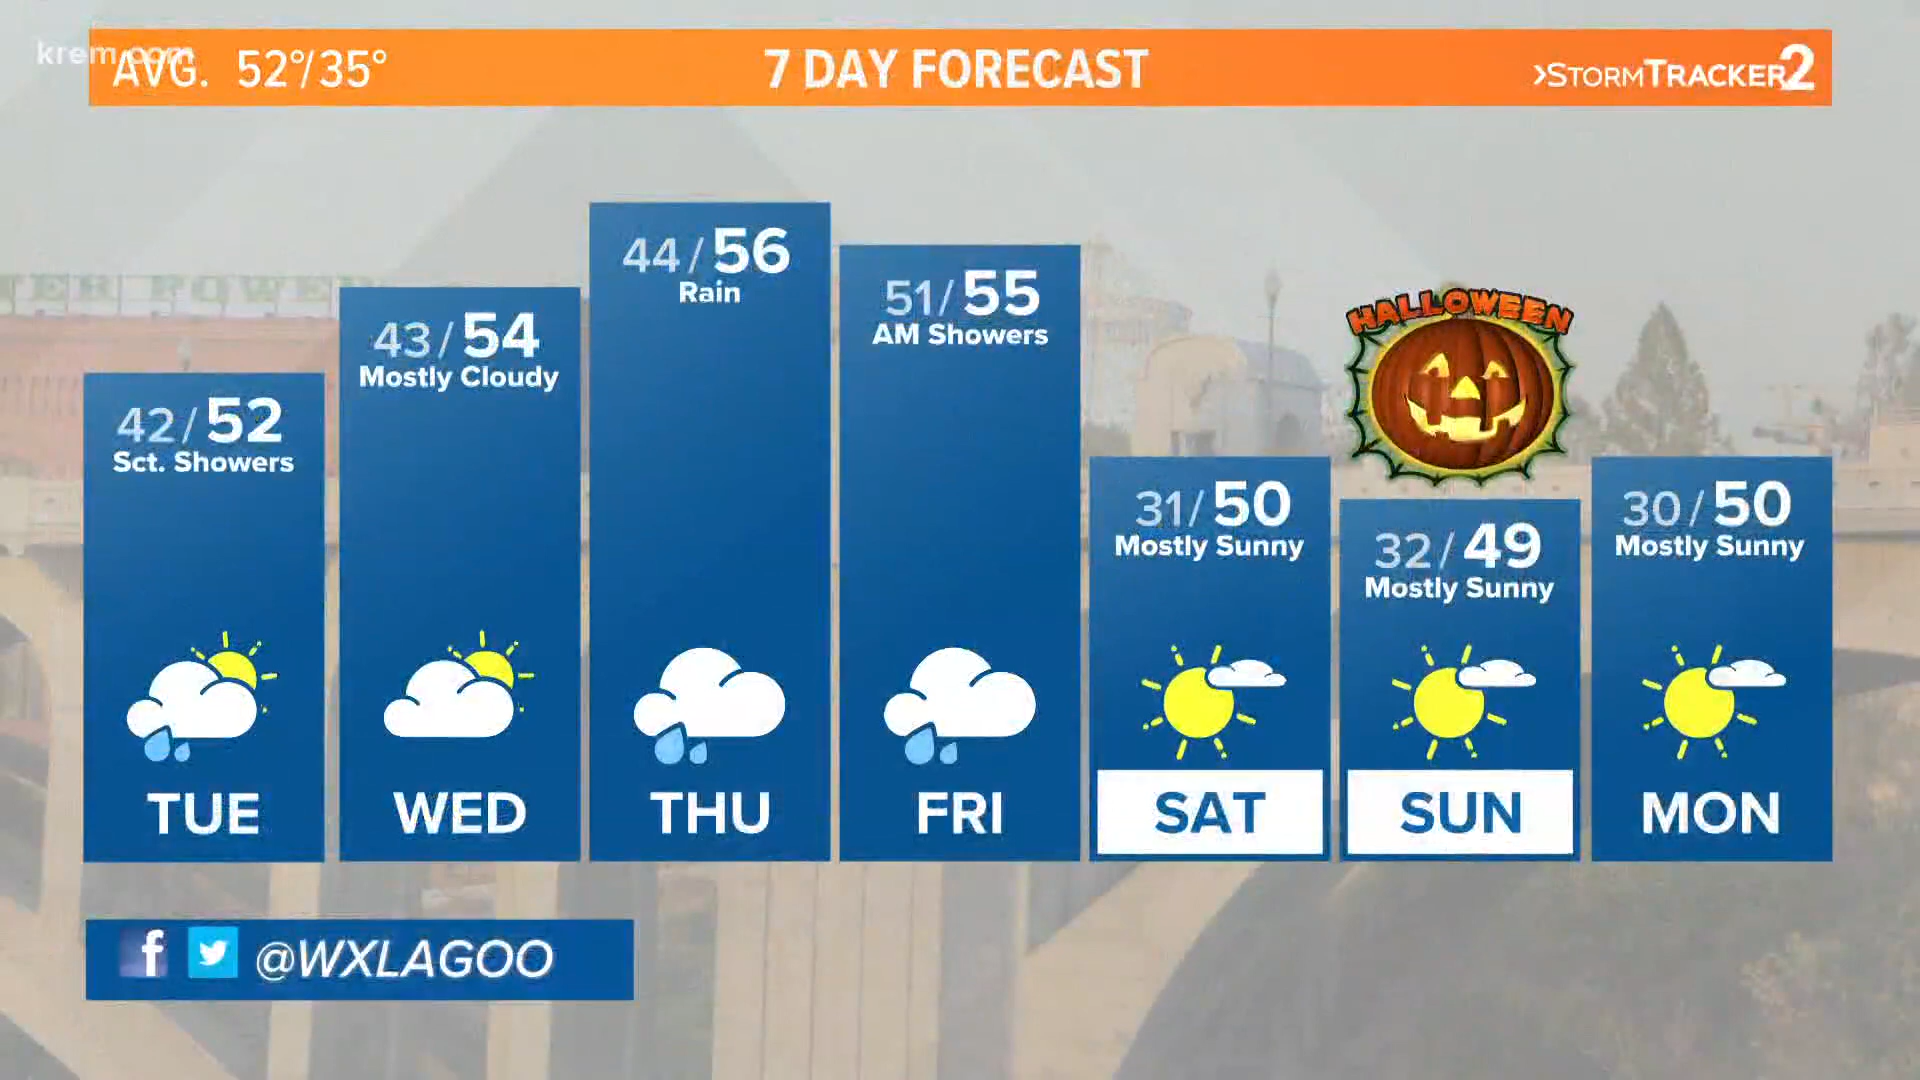 krem.com
AVG. 52°/35°
7 DAY FORECAST
›STORMTRACKER2
TER POWER
42/52
Sct. Showers
TUE
43/54
Mostly Cloudy
WED
44/56
Rain
THU
51/55
AM Showers
FRI
31/50
Mostly Sunny
SAT
HALLOWEEN
32/49
Mostly Sunny
SUN
30/50
Mostly Sunny
MON
f @WXLAGOO